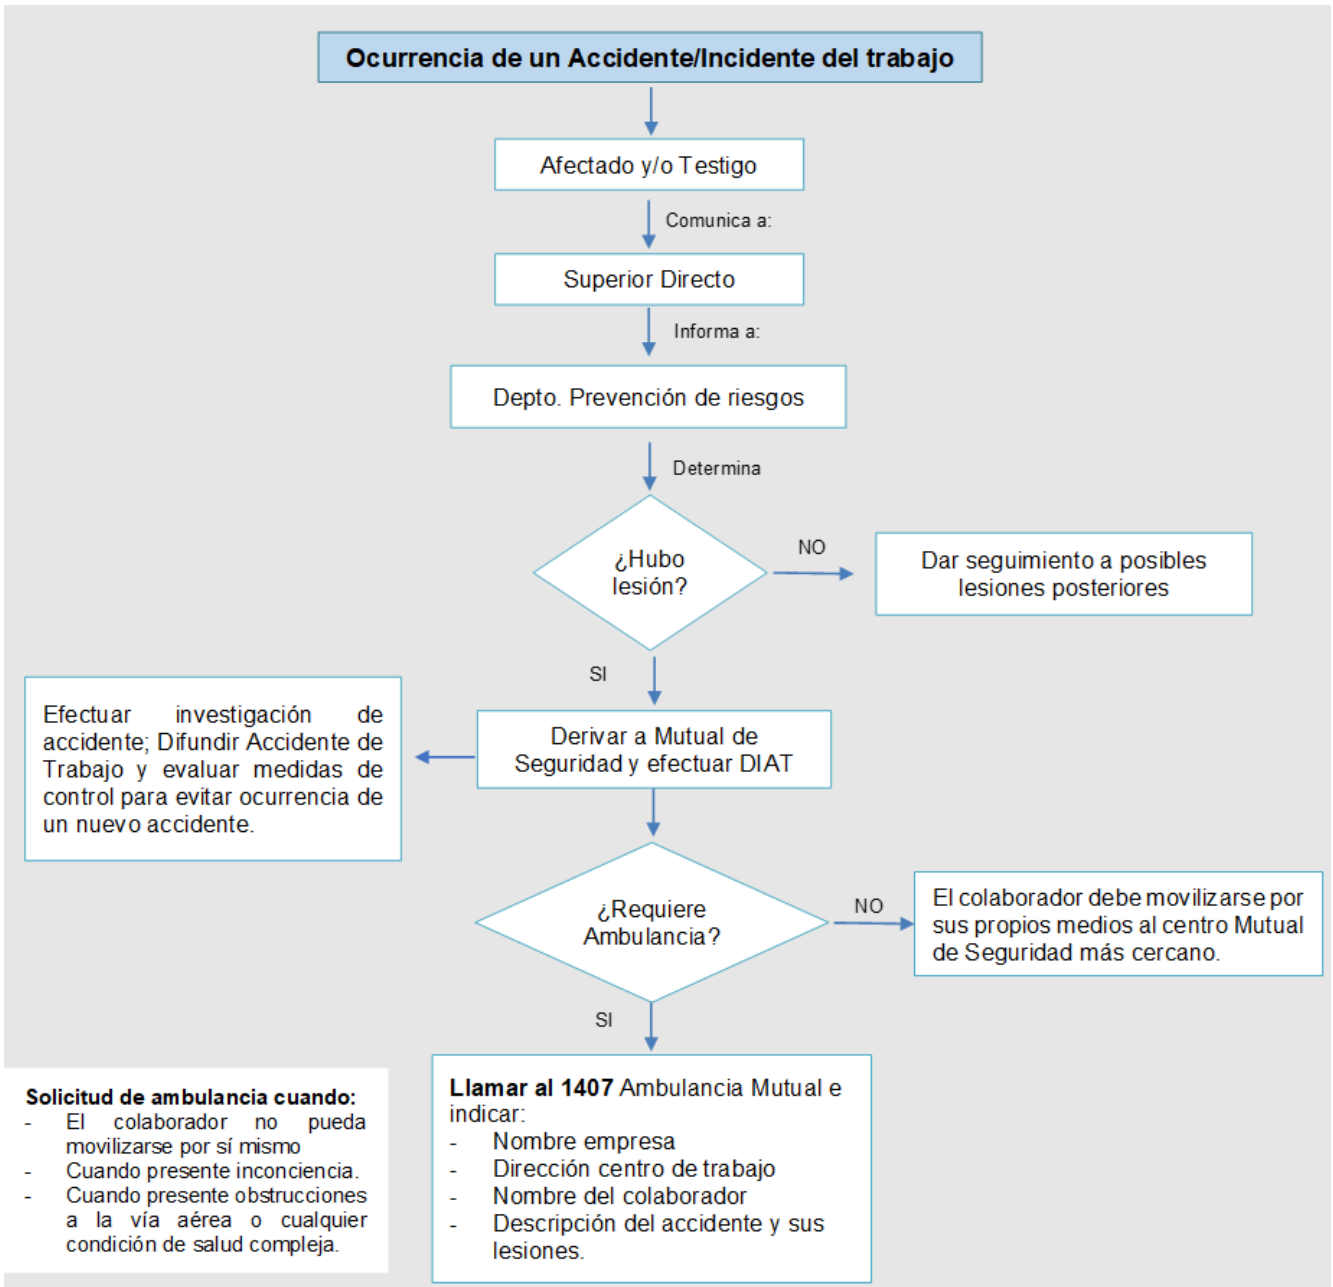 Ocurrencia de un Accidente/Incidente del trabajo
Afectado y/o Testigo
Comunica a:
Superior Directo
Informa a:
Depto. Prevención de riesgos
Determina
¿Hubo
lesión?
NO
Dar seguimiento a posibles
lesiones posteriores
SI
Derivar a Mutual de
Seguridad y efectuar DIAT
Efectuar investigación de
accidente; Difundir Accidente de
Trabajo y evaluar medidas de
control para evitar ocurrencia de
un nuevo accidente.
¿Requiere
Ambulancia?
NO
El colaborador debe movilizarse por
sus propios medios al centro Mutual
de Seguridad más cercano.
SI
Llamar al 1407 Ambulancia Mutual e
indicar:
- Nombre empresa
- Dirección centro de trabajo
- Nombre del colaborador
- Descripción del accidente y sus
lesiones.
Solicitud de ambulancia cuando:
- El colaborador no pueda
movilizarse por sí mismo
- Cuando presente inconciencia.
- Cuando presente obstrucciones
a la vía aérea o cualquier
condición de salud compleja.